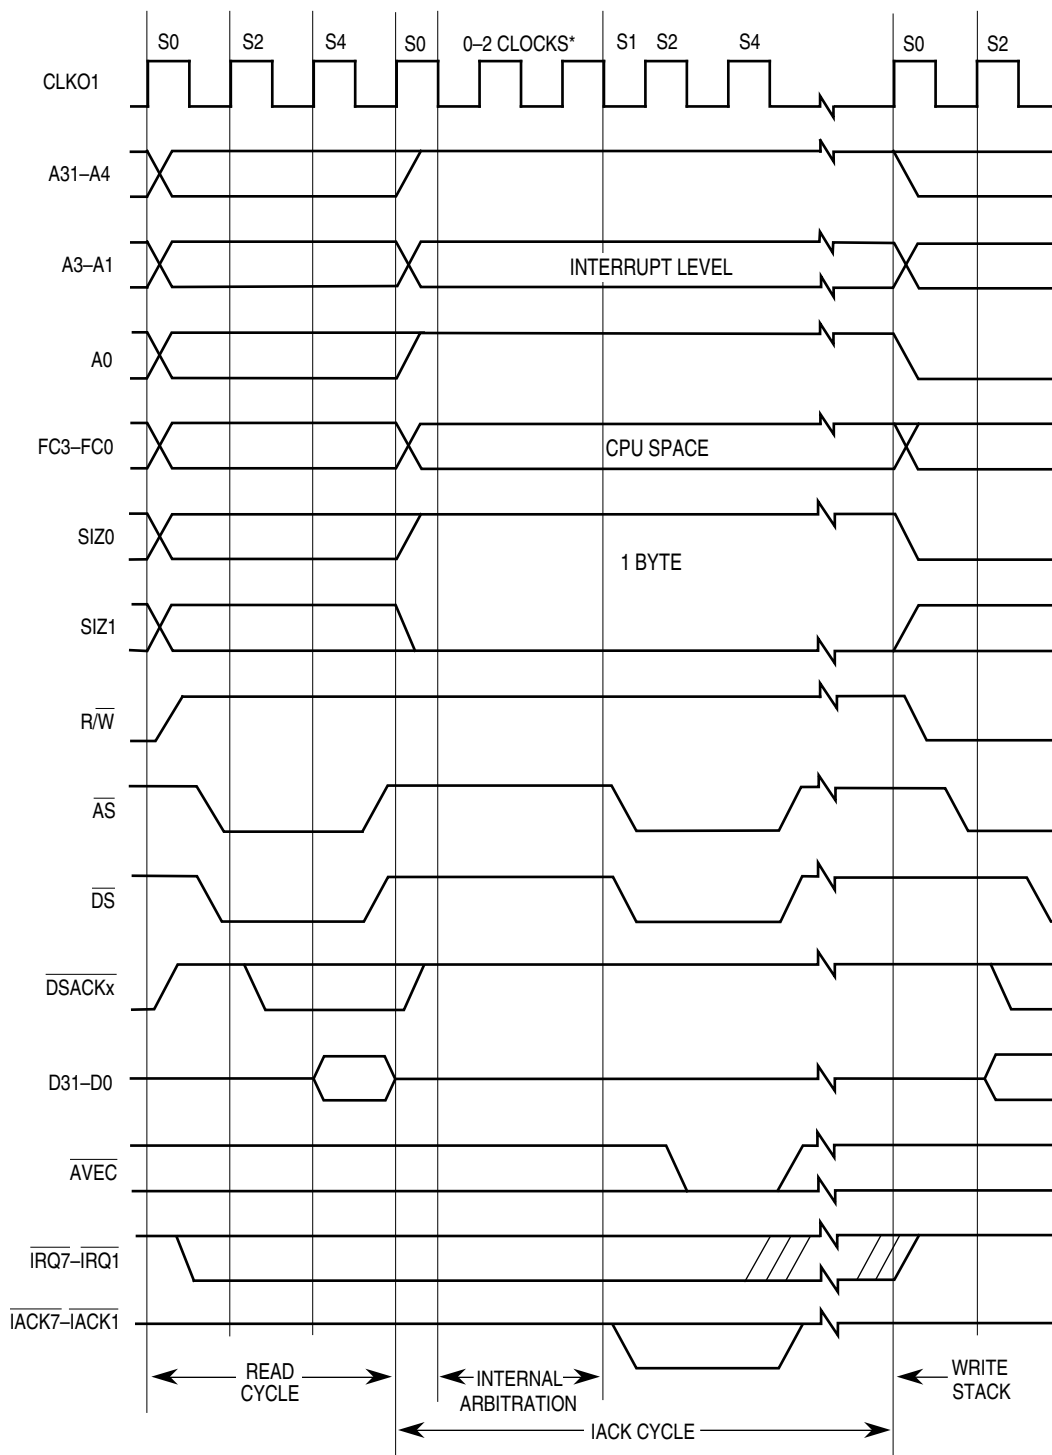 S0 S2 S4 S0 0–2 CLOCKS* S1 S2 S4 S0 S2
CLKO1
A31–A4
A3–A1 INTERRUPT LEVEL
A0
FC3–FC0 CPU SPACE
SIZ0
1 BYTE
SIZ1
R/W
AS
DS
DSACKx
D31–D0
AVEC
IRQ7–IRQ1
IACK7–IACK1
READ
CYCLE
INTERNAL
ARBITRATION
WRITE
STACK
IACK CYCLE